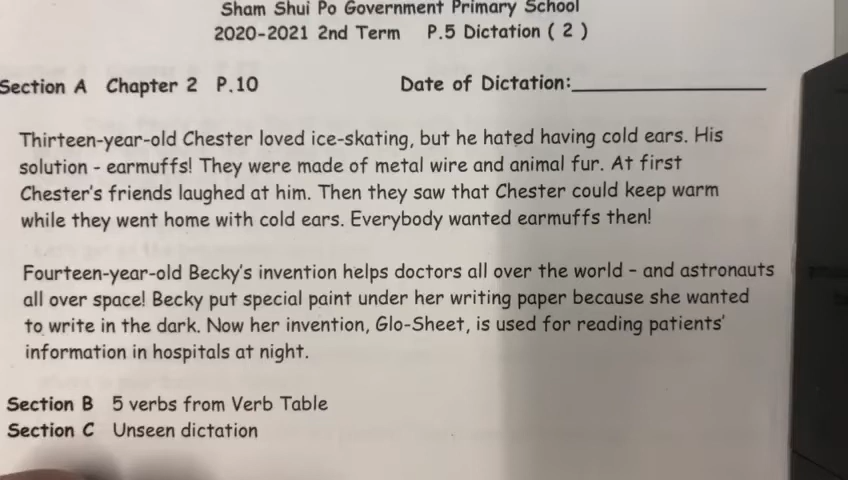 Sham Shui Po Government Primary School
2020-2021 2nd Term P.5 Dictation ( 2 )
Section A Chapter 2 P.10 Date of Dictation:
Thirteen-year-old Chester loved ice-skating, but he hated having cold ears. His
solution - earmuffs! They were made of metal wire and animal fur. At first
Chester's friends laughed at him. Then they saw that Chester could keep warm
while they went home with cold ears. Everybody wanted earmuffs then!
Fourteen-year-old Becky's invention helps doctors all over the world - and astronauts
all over space! Becky put special paint under her writing paper because she wanted
to write in the dark. Now her invention, Glo-Sheet, is used for reading patients'
information in hospitals at night.
Section B 5 verbs from Verb Table
Section C Unseen dictation